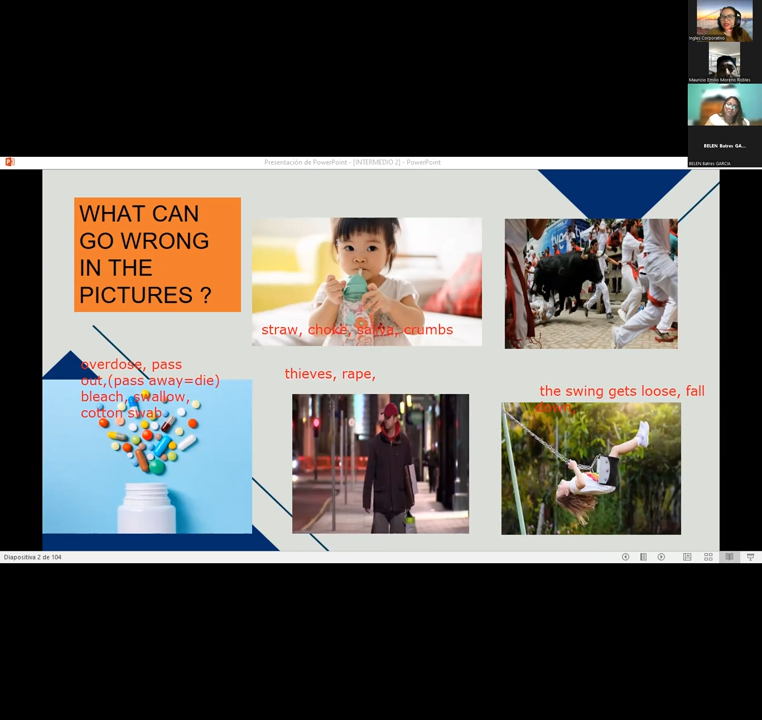 Ingles Corporativo
Mauricio Emilio Moreno Robles
BELEN Batres GA...
BELEN Batres GARCIA
Presentación de PowerPoint - [INTERMEDIO 2] - PowerPoint
WHAT CAN
GO WRONG
IN THE
PICTURES ?
straw, choke, saliva, crumbs
overdose, pass
out,(pass away=die)
bleach, swallow,
cotton swab
thieves, rape,
the swing gets loose, fall
down,
Diapositiva 2 de 104